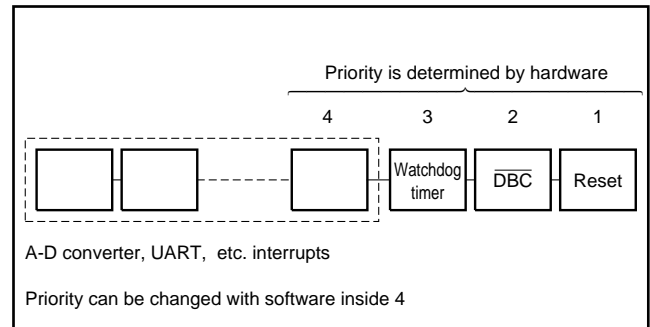 Priority is determined by hardware
4 3 2 1
Watchdog
timer
DBC
Reset
A-D converter, UART, etc. interrupts
Priority can be changed with software inside 4